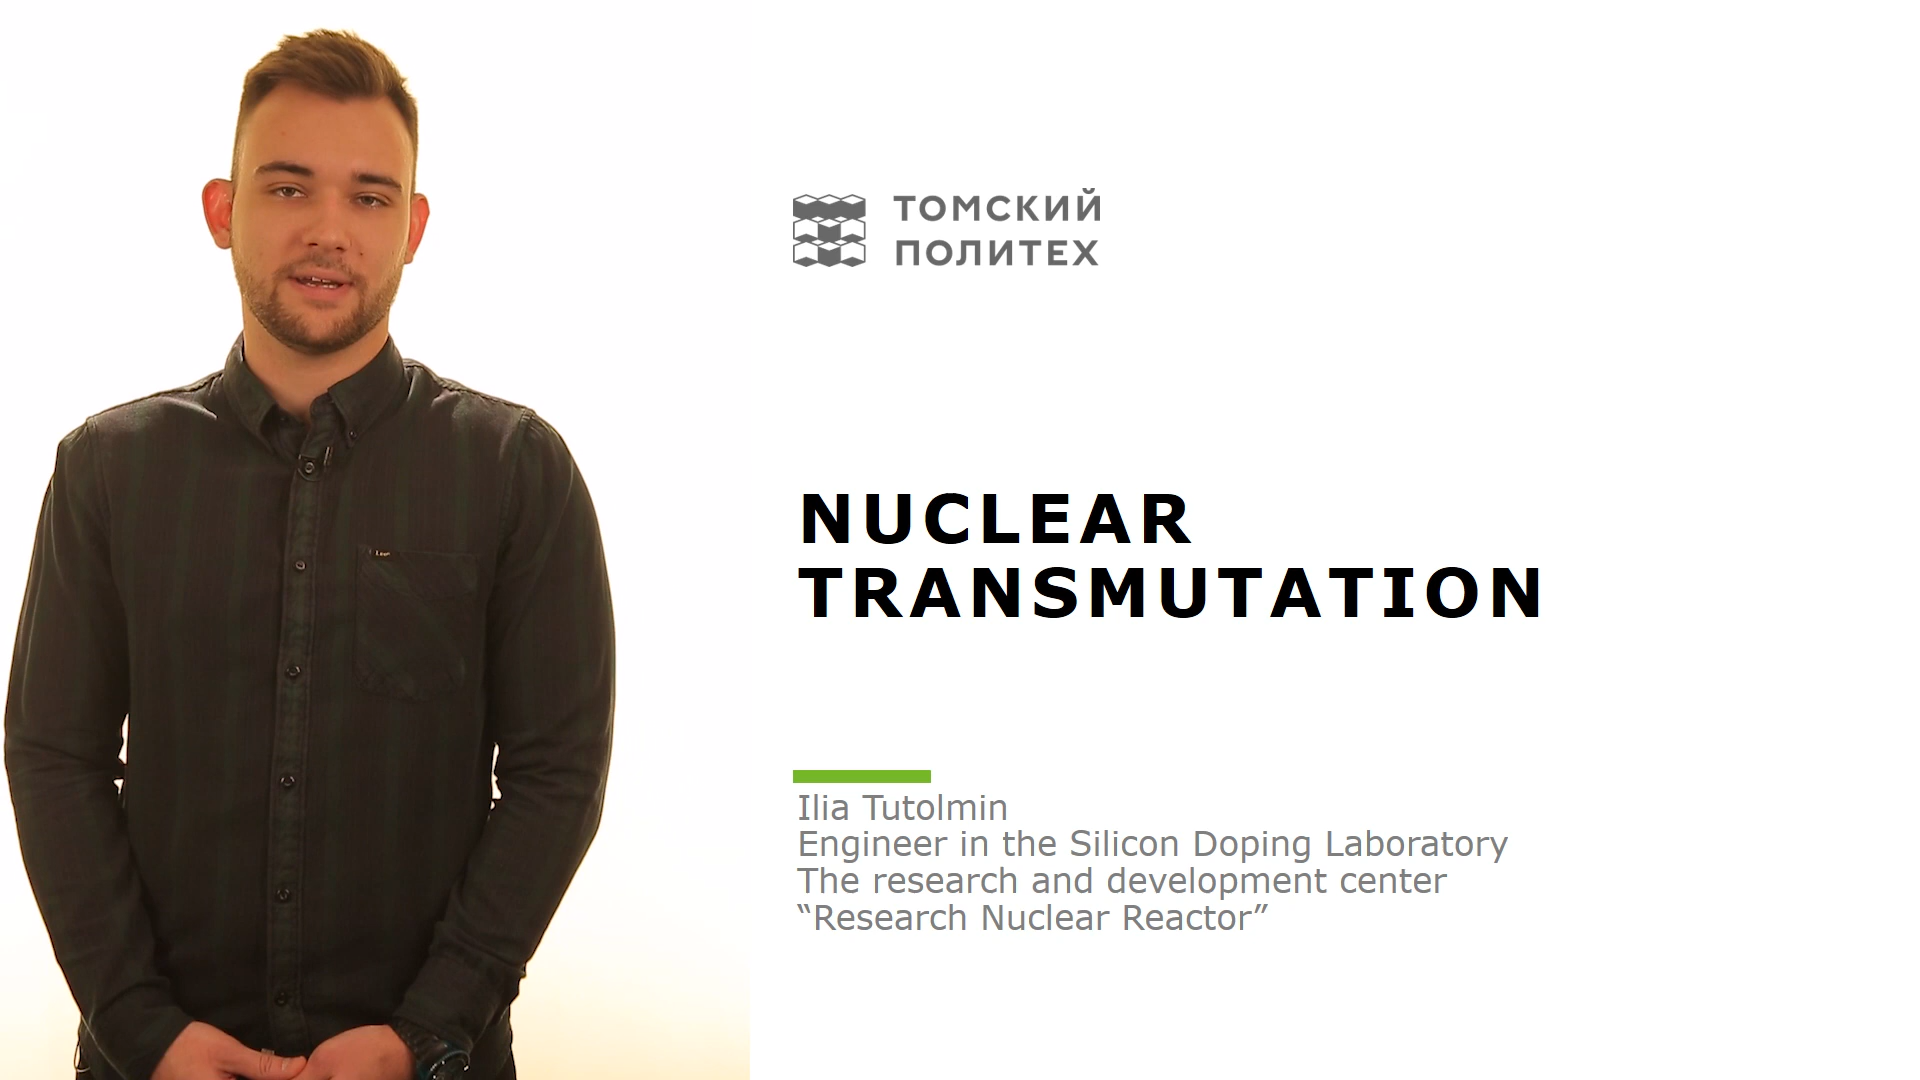 ТОМСКИЙ
ПОЛИТЕХ
NUCLEAR
TRANSMUTATION
Ilia Tutolmin
Engineer in the Silicon Doping Laboratory
The research and development center
“Research Nuclear Reactor”